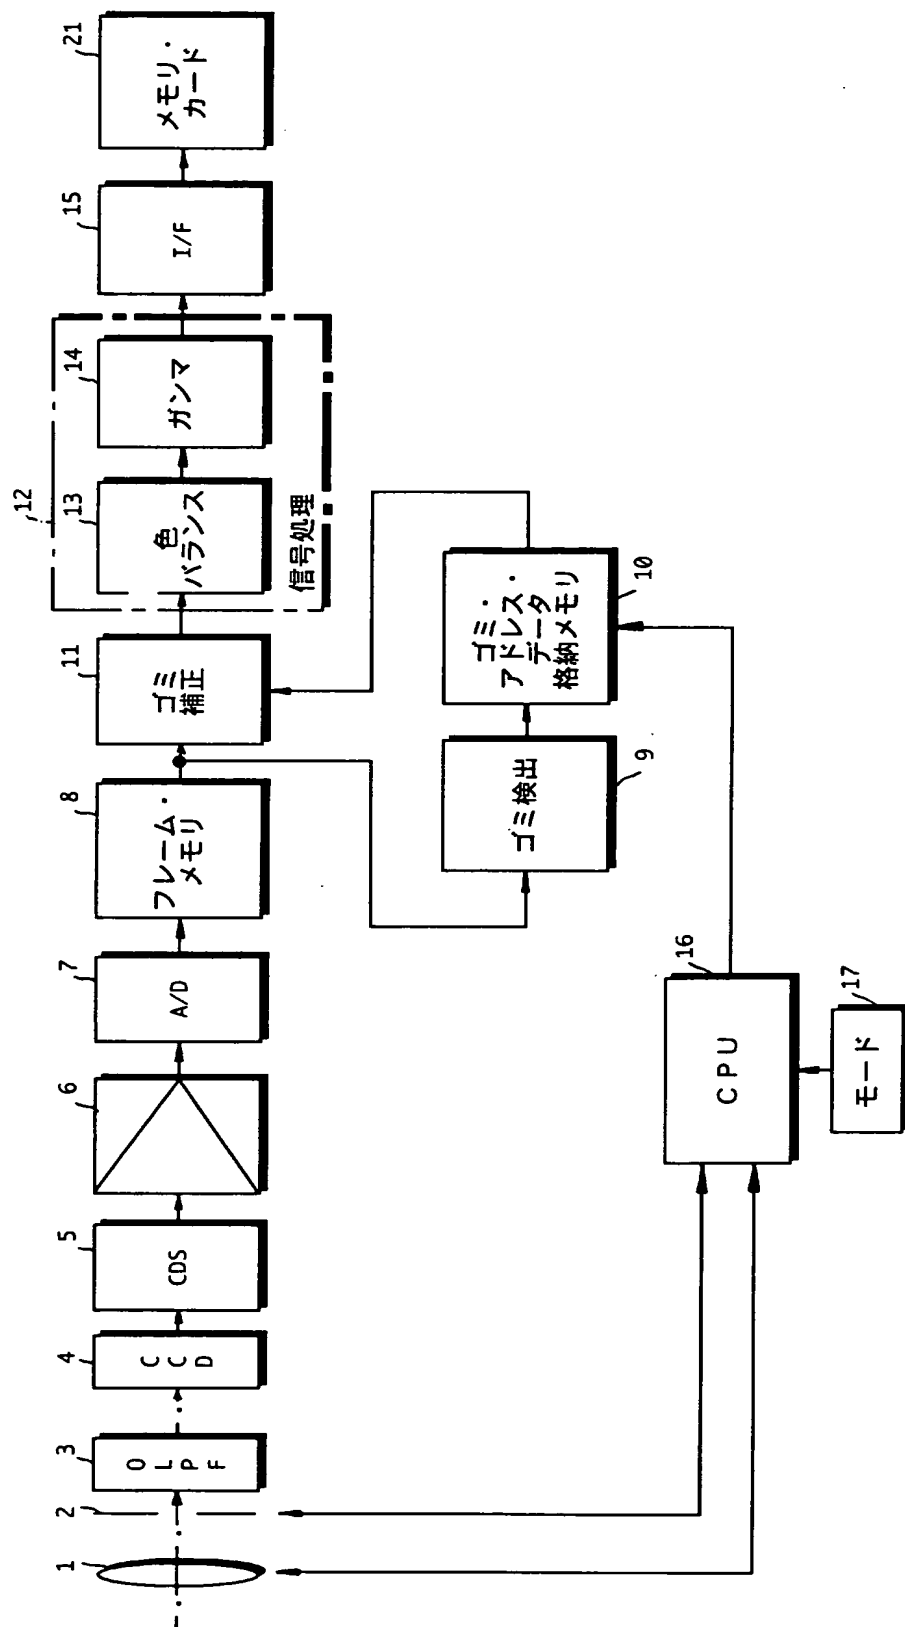 1
2
3
O L P F
4
C C D
5
CDS
6
7
A/D
8
フレーム・
メモリ
11
ゴミ
補正
12
13
色
バランス
14
ガンマ
信号処理
15
I/F
21
メモリ・
カード
9
ゴミ検出
10
ゴミ・
アドレス・
データ
格納メモリ
16
CPU
17
モード